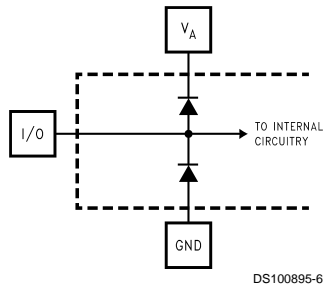 VA
I/O
TO INTERNAL
CIRCUITRY
GND
DS100895-6